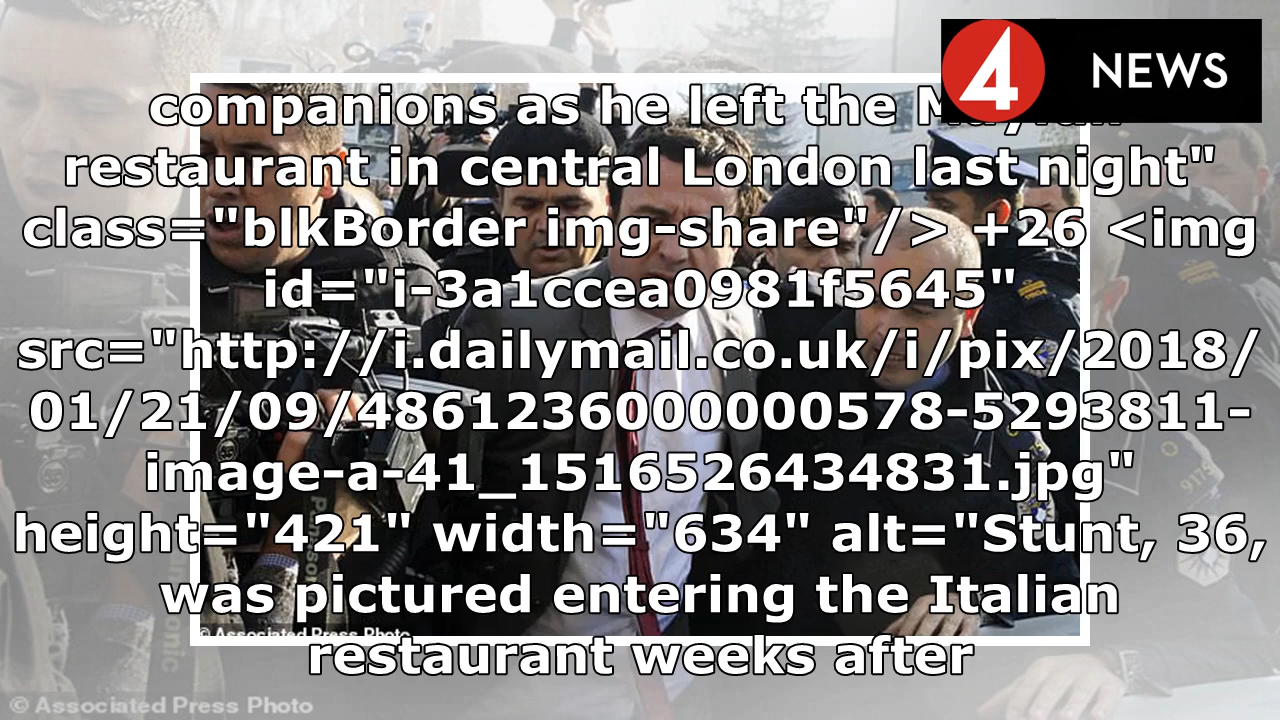 4 NEWS
companions as he left the
restaurant in central London last night"
class="blkBorder img-share"/> +26 <img
id="i-3a1ccea0981f5645"
src="http://i.dailymail.co.uk/i/pix/2018/
01/21/09/4861236000000578-5293811-
image-a-41_1516526434831.jpg"
height="421" width="634" alt="Stunt, 36,
was pictured entering the Italian
© Associated Press Photo
restaurant weeks after
© Associated Press Photo